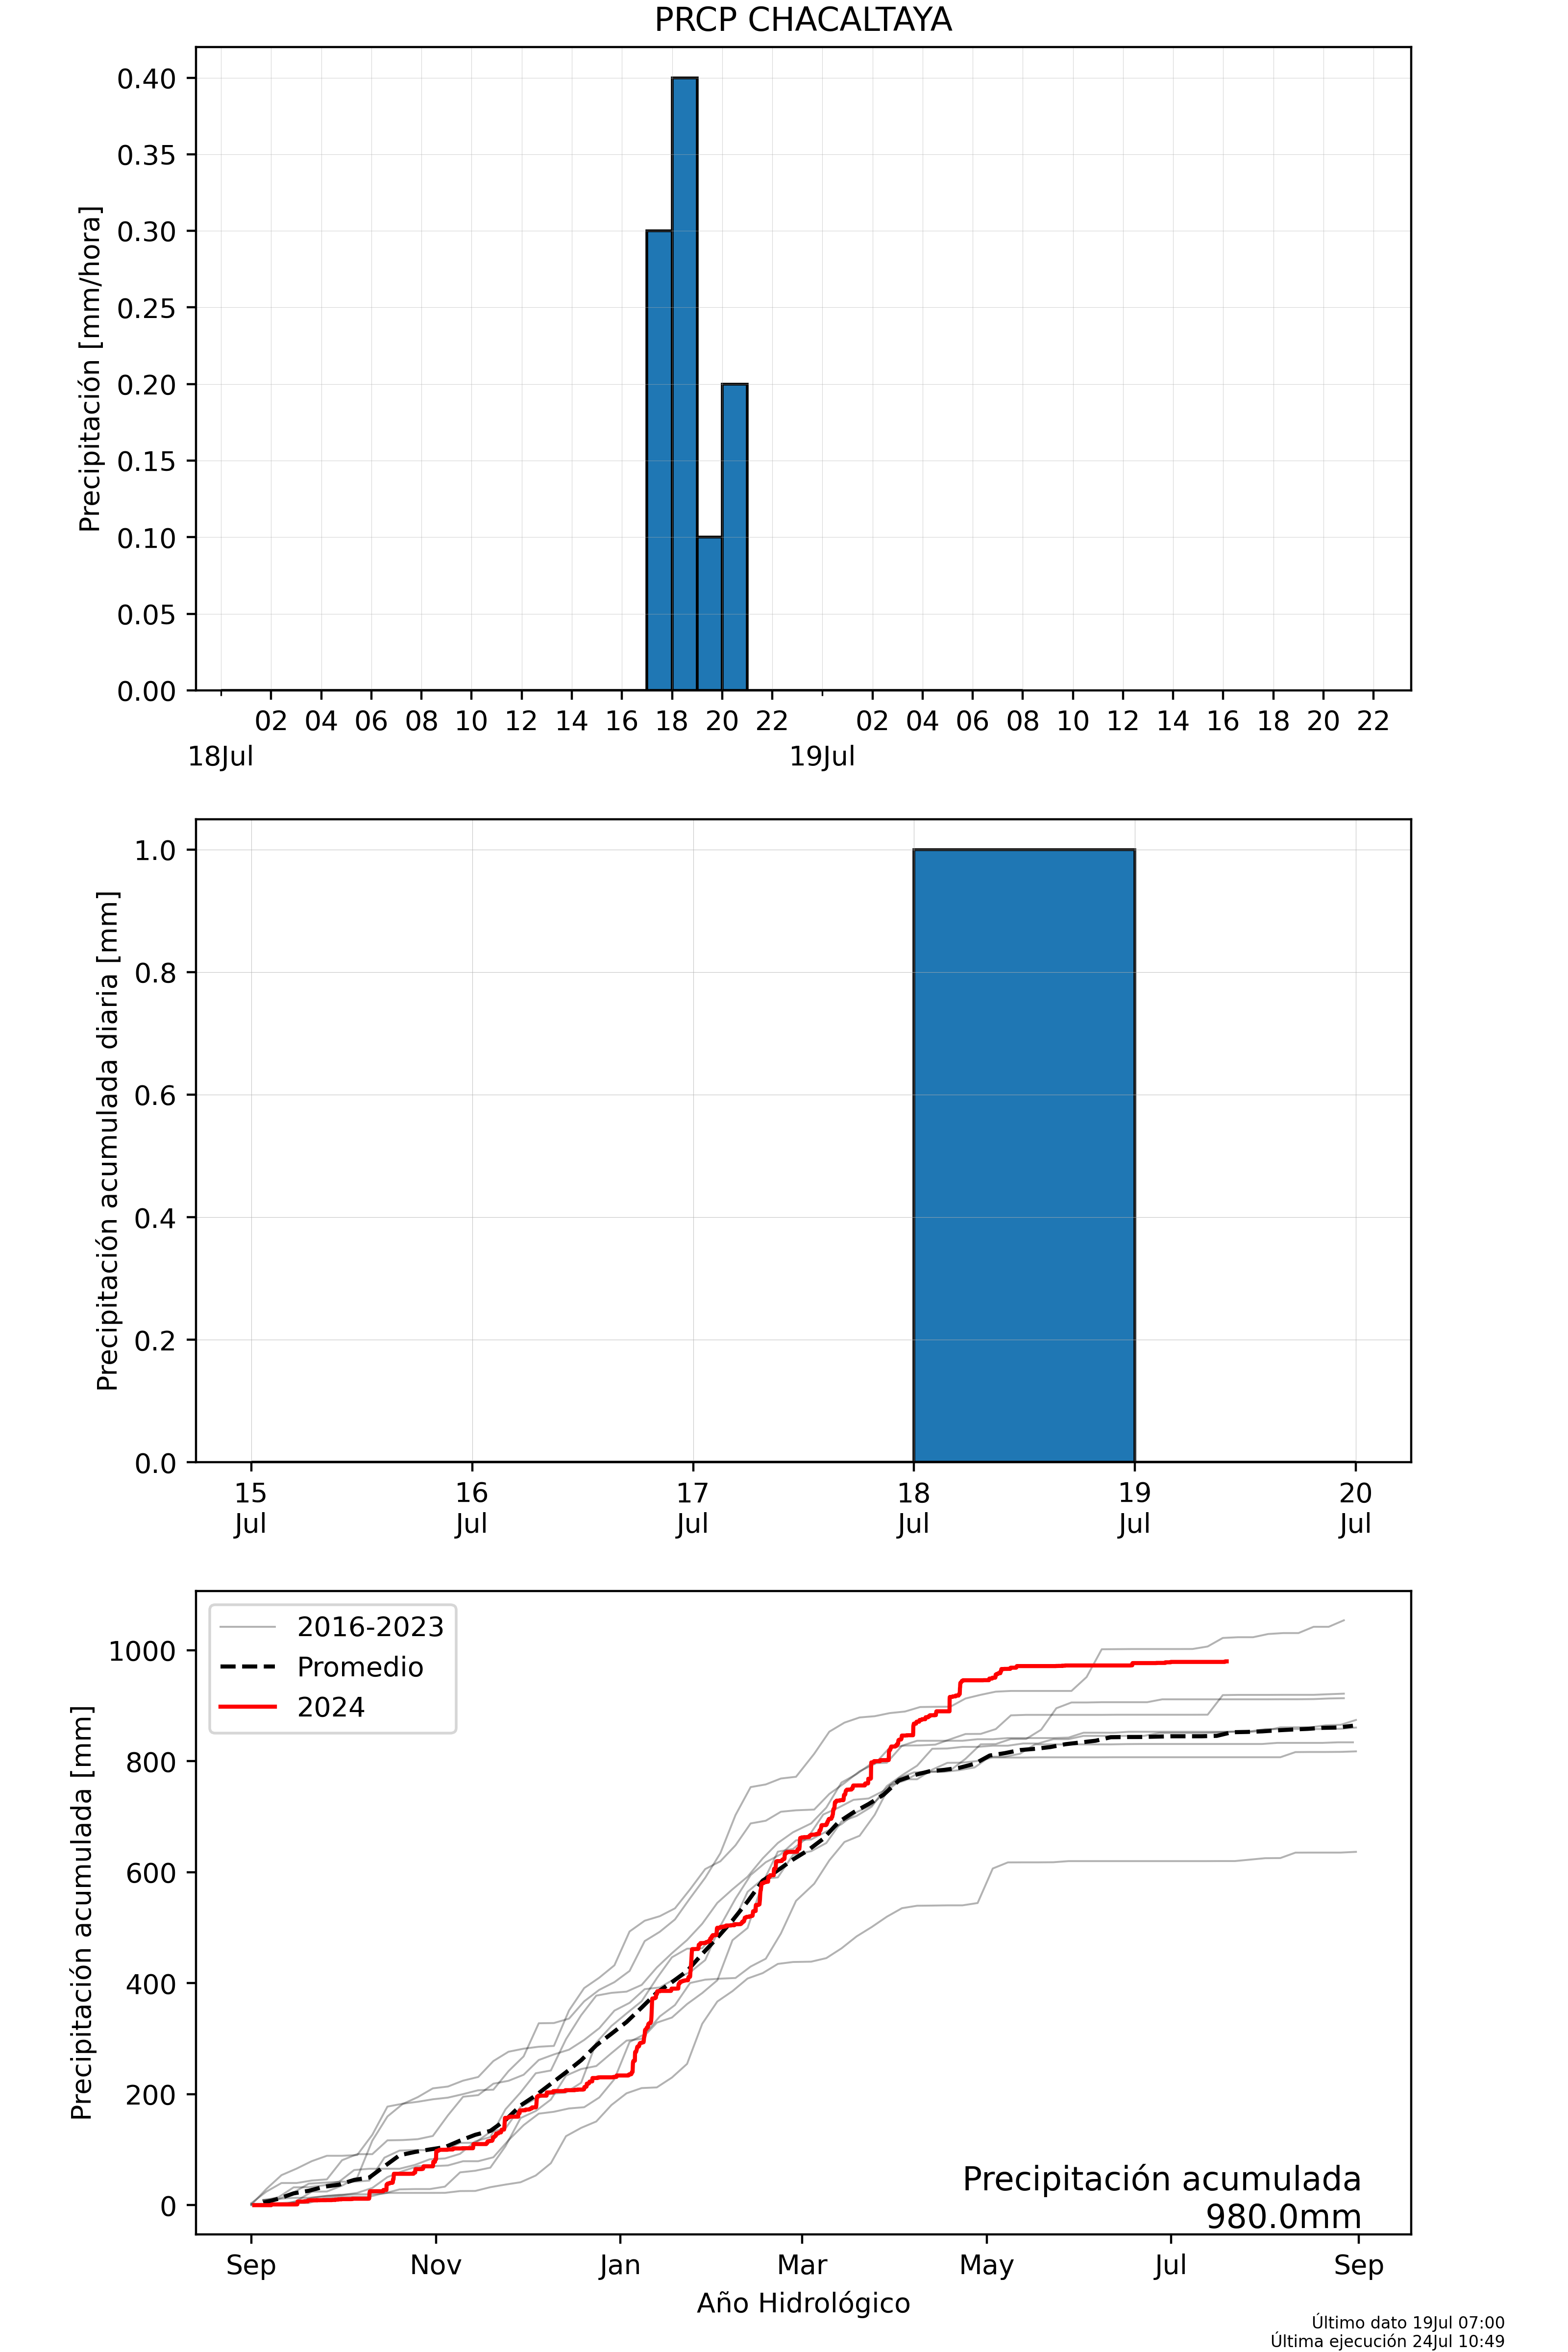 PRCP CHACALTAYA
Precipitación [mm/hora]
0.40
0.35
0.30
0.25
0.20
0.15
0.10
0.05
0.00
02 04 06 08 10 12 14 16 18 20 22 02 04 06 08 10 12 14 16 18 20 22
18Jul 19Jul
Precipitación acumulada diaria [mm]
1.0
0.8
0.6
0.4
0.2
0.0
15 16 17 18 19 20
Jul Jul Jul Jul Jul Jul
Precipitación acumulada [mm]
1000
800
600
400
200
0
2016-2023
Promedio
2024
Precipitación acumulada
980.0mm
Sep Nov Jan Mar May Jul Sep
Año Hidrológico
Último dato 19Jul 07:00
Última ejecución 24Jul 10:49